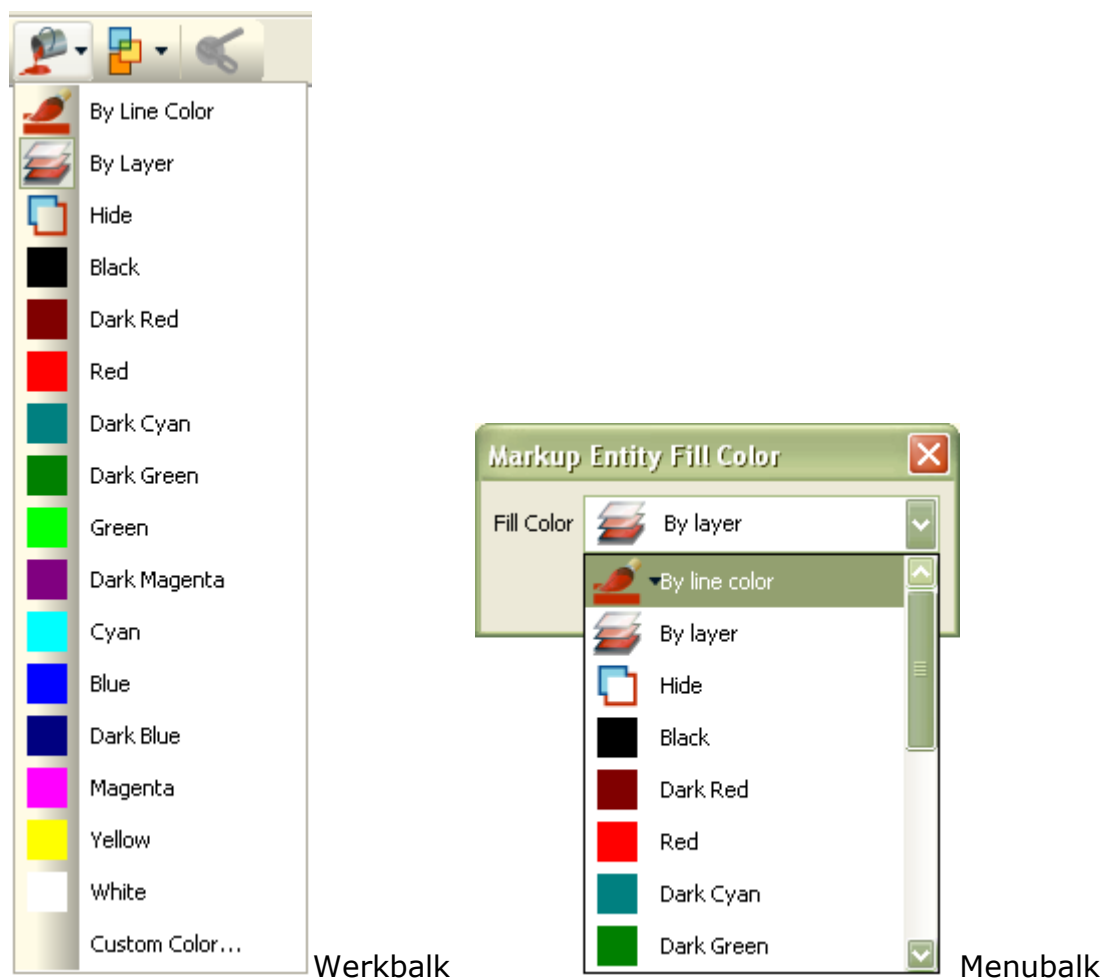 By Line Color
By Layer
Hide
Black
Dark Red
Red
Dark Cyan
Dark Green
Green
Dark Magenta
Cyan
Blue
Dark Blue
Magenta
Yellow
White
Custom Color...
Werkbalk
Markup Entity Fill Color
Fill Color By layer
By line color
By layer
Hide
Black
Dark Red
Red
Dark Cyan
Dark Green
Menubalk